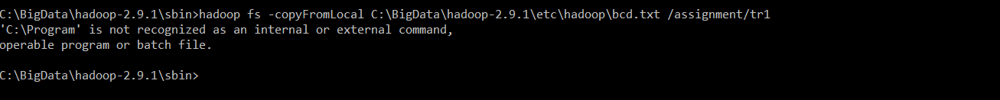 C:\BigData\hadoop-2.9.1\sbin>hadoop fs -copyFromLocal C:\BigData\hadoop-2.9.1\etc\hadoop\bcd.txt /assignment/tr1
'C:\Program' is not recognized as an internal or external command,
operable program or batch file.
C:\BigData\hadoop-2.9.1\sbin>